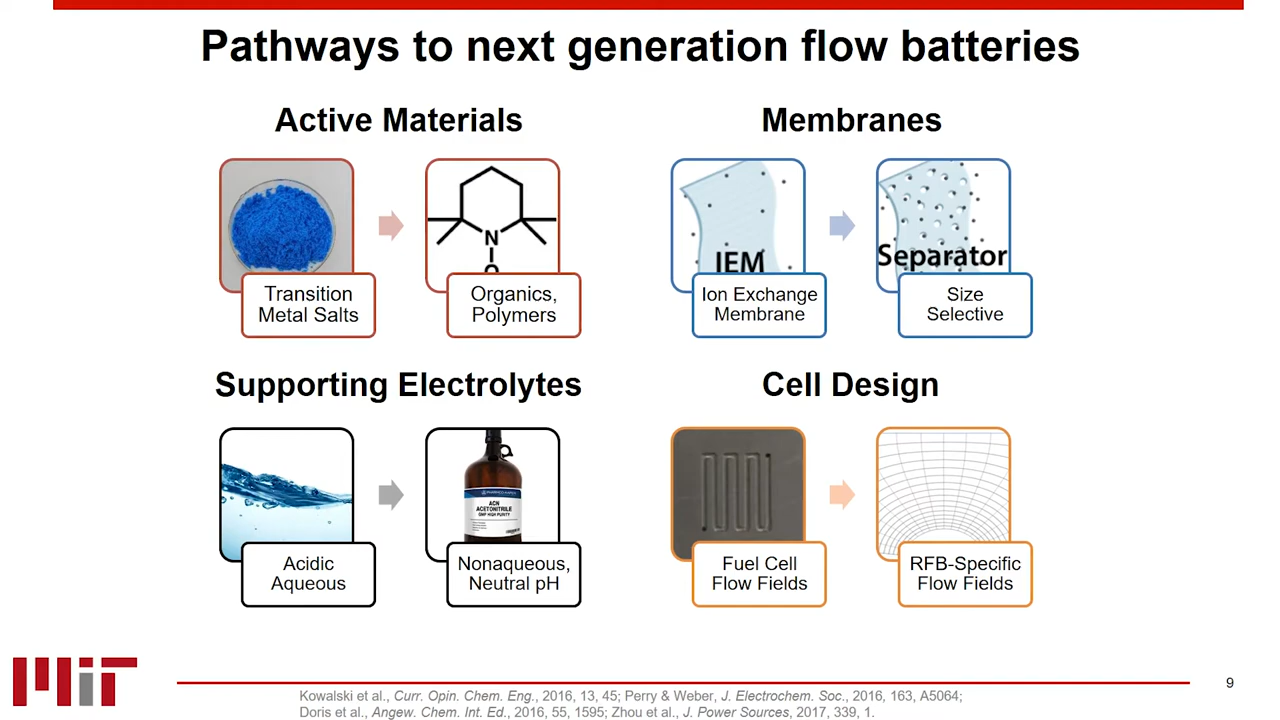 Pathways to next generation flow batteries
Active Materials
Transition
Metal Salts
N
O
Organics,
Polymers
Membranes
IEM
Ion Exchange
Membrane
Separator
Size
Selective
Supporting Electrolytes
Acidic
Aqueous
ACN
ACETONITRILE
GMP HIGH PURITY
Nonaqueous,
Neutral pH
Cell Design
Fuel Cell
Flow Fields
RFB-Specific
Flow Fields
MIT
Kowalski et al., Curr. Opin. Chem. Eng., 2016, 13, 45; Perry & Weber, J. Electrochem. Soc., 2016, 163, A5064;
Doris et al., Angew. Chem. Int. Ed., 2016, 55, 1595; Zhou et al., J. Power Sources, 2017, 339, 1.
9